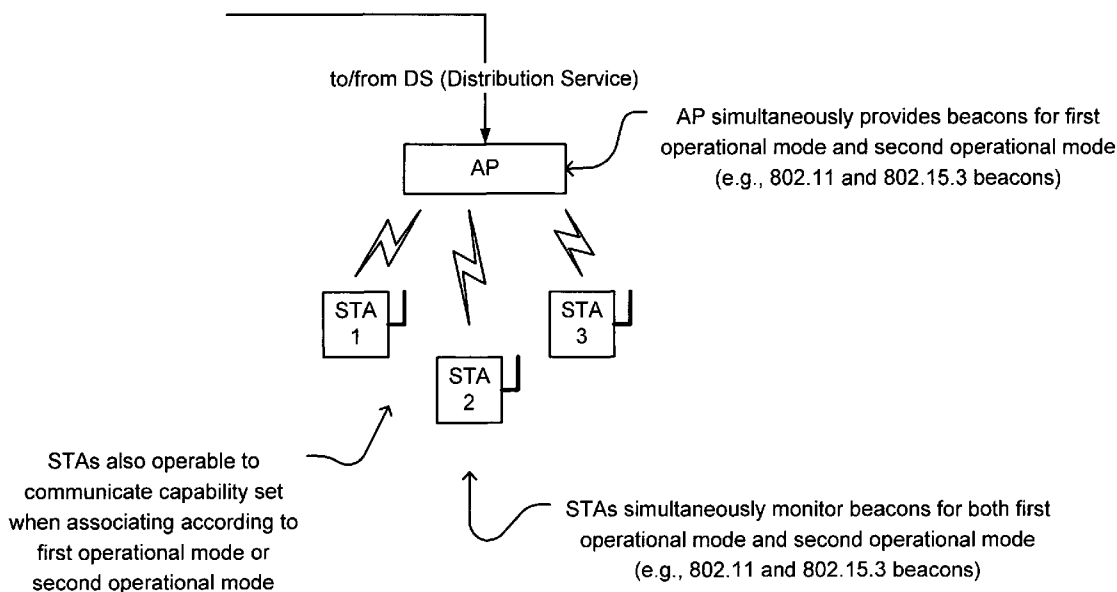 to/from DS (Distribution Service)
AP simultaneously provides beacons for first
operational mode and second operational mode
(e.g., 802.11 and 802.15.3 beacons)
AP
STA
1
STA
2
STA
3
STAs also operable to
communicate capability set
when associating according to
first operational mode or
second operational mode
STAs simultaneously monitor beacons for both first
operational mode and second operational mode
(e.g., 802.11 and 802.15.3 beacons)